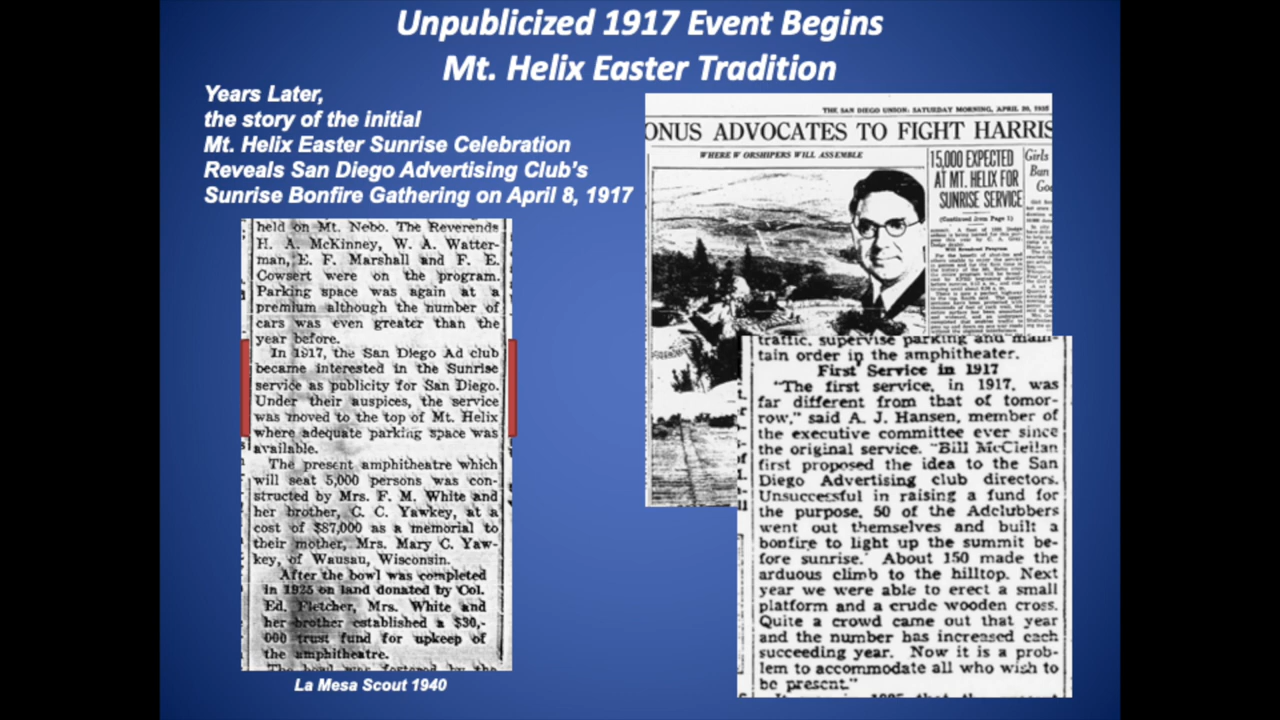 Unpublicized 1917 Event Begins
Mt. Helix Easter Tradition
Years Later,
the story of the initial
Mt. Helix Easter Sunrise Celebration
Reveals San Diego Advertising Club's
Sunrise Bonfire Gathering on April 8, 1917
held on Mt. Nebo. The Reverends
H. A. McKinney, W. A. Water-
man, E. F. Marshall and F. E.
Cowsert were on the program.
Parking space was again at a
premium although the number of
cars was even greater than the
year before.
In 1917, the San Diego Ad club
became interested in the Sunrise
service as publicity for San Diego.
Under their auspices, the service
was moved to the top of Mt. Helix
where adequate parking space was
available.
The present amphitheatre which
will seat 5,000 persons was con-
structed by Mrs. F. M. White and
her brother, C. C. Yawkey, at a
cost of $87,000 as a memorial to
their mother, Mrs. Mary C. Yaw-
key, of Wausau, Wisconsin.
After the bowl was completed
in 1925 on land donated by Col.
Ed. Fletcher, Mrs. White and
her brother established a $30,-
000 trust fund for upkeep of
the amphitheatre.
La Mesa Scout 1940
THE SAN DIEGO UNION: SATURDAY MORNING, APRIL 20, 1935
ONUS ADVOCATES TO FIGHT HARRIS
WHERE WORSHIPERS WILL ASSEMBLE
15,000 EXPECTED
AT MT. HELIX FOR
SUNRISE SERVICE
(Continued from Page 1)
Will Broadcast Program
Girls
Ban
traffic, supervise parking and main-
tain order in the amphitheater.
First Service in 1917
"The first service, in 1917, was
far different from that of tomor-
row," said A. J. Hansen, member of
the executive committee ever since
the original service. "Bill McClellan
first proposed the idea to the San
Diego Advertising club directors.
Unsuccessful in raising a fund for
the purpose, 50 of the Adclubbers
went out themselves and built a
bonfire to light up the summit be-
fore sunrise. About 150 made the
arduous climb to the hilltop. Next
year we were able to erect a small
platform and a crude wooden cross.
Quite a crowd came out that year
and the number has increased each
succeeding year. Now it is a prob-
lem to accommodate all who wish to
be present."